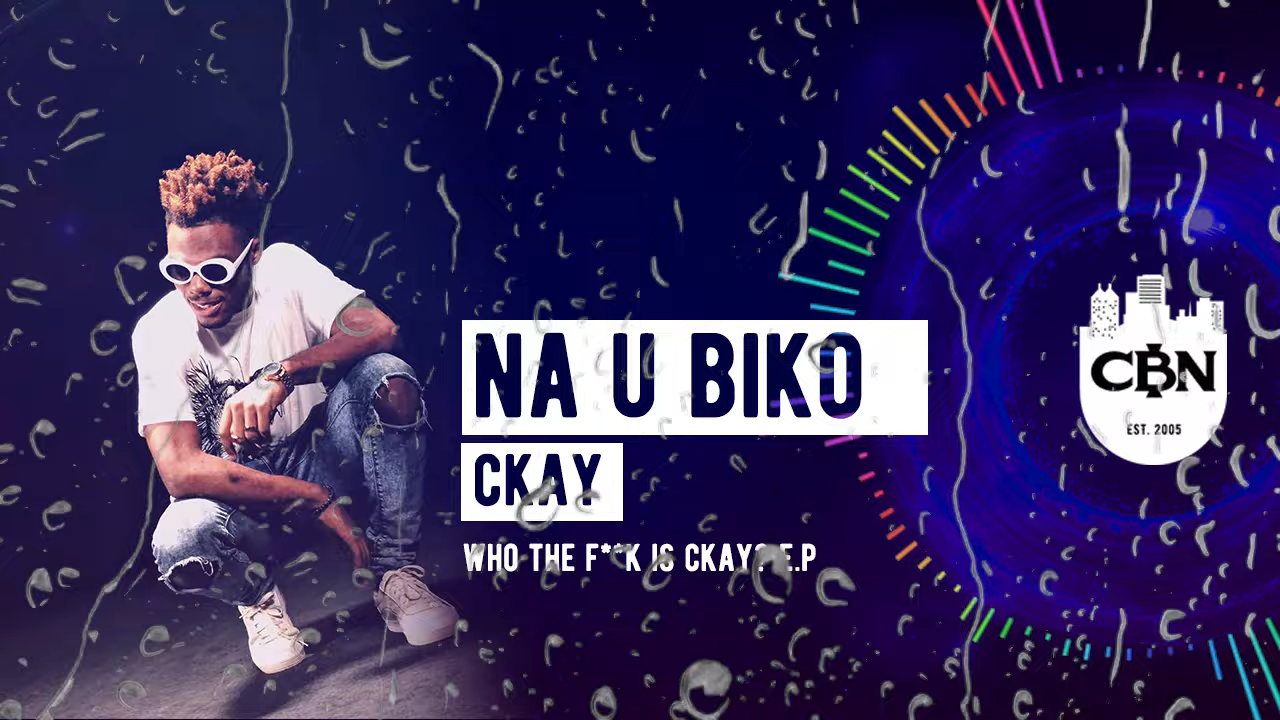 NA U BIKO
CKAY
WHO THE F**K IS CKAY? E.P
CBN
EST. 2005